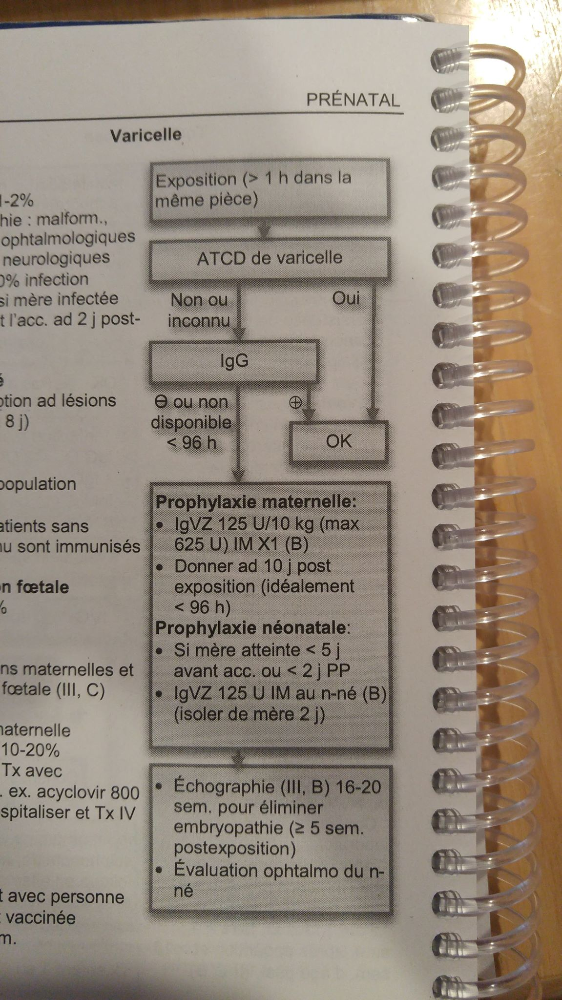 PRÉNATAL
Varicelle
1-2%
hie : malform.,
ophtalmologiques
neurologiques
0% infection
si mère infectée
t l'acc. ad 2 j post-
é
ption ad lésions
8 j)
population
atients sans
nu sont immunisés
on fœtale
%
ns maternelles et
fœtale (III, C)
naternelle
10-20%
Tx avec
. ex. acyclovir 800
spitaliser et Tx IV
t avec personne
t vaccinée
m.
Exposition (> 1 h dans la
même pièce)
ATCD de varicelle
Non ou
inconnu
Oui
IgG
⊖ ou non
disponible
< 96 h
⊕
OK
Prophylaxie maternelle:
• IgVZ 125 U/10 kg (max
625 U) IM X1 (B)
• Donner ad 10 j post
exposition (idéalement
< 96 h)
Prophylaxie néonatale:
• Si mère atteinte < 5 j
avant acc. ou < 2 j PP
• IgVZ 125 U IM au n-né (B)
(isoler de mère 2 j)
• Échographie (III, B) 16-20
sem. pour éliminer
embryopathie (≥ 5 sem.
postexposition)
• Évaluation ophtalmo du n-
né